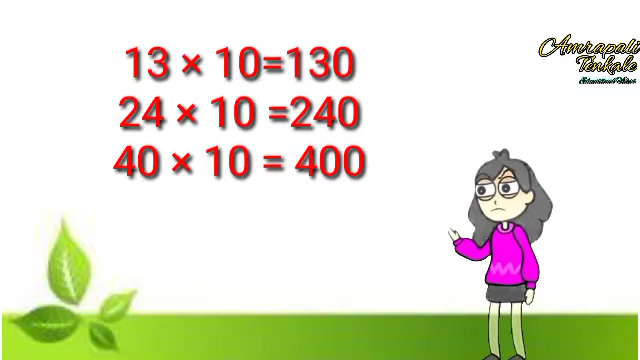 13 × 10=130
24 × 10 =240
40 × 10 = 400
Amrapali
Tenkale